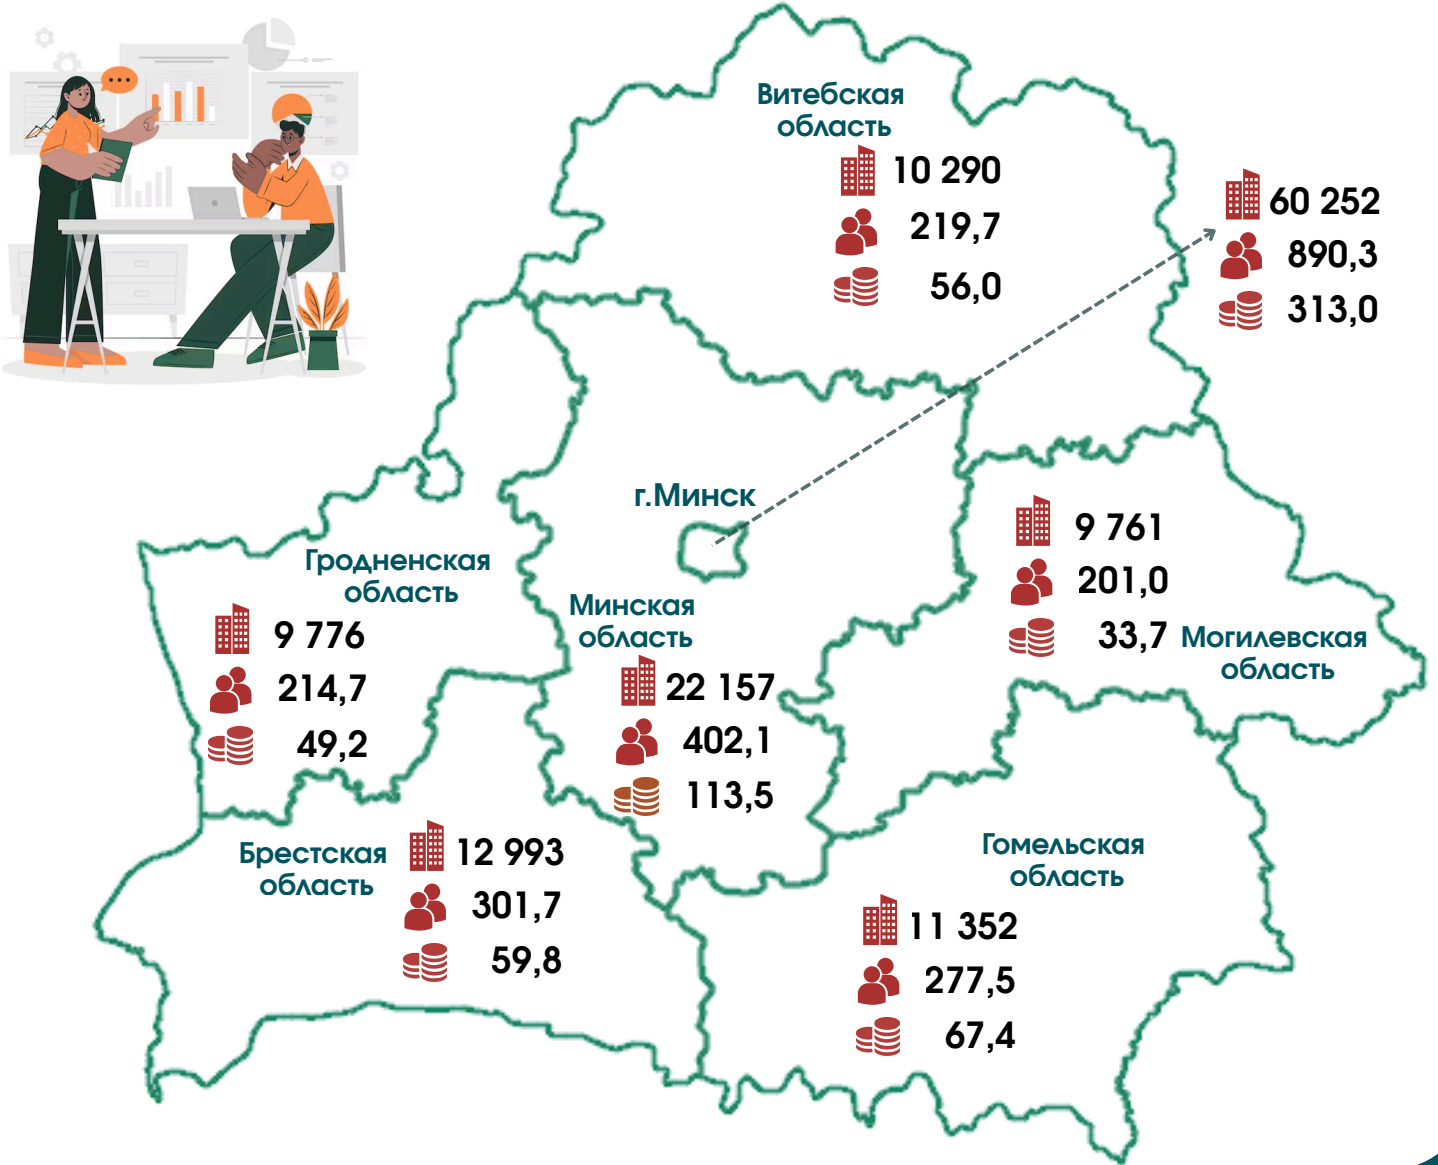 Витебская
область
10 290
219,7
56,0
60 252
890,3
313,0
г.Минск
9 761
201,0
33,7
Могилевская
область
Гродненская
область
9 776
214,7
49,2
Минская
область
22 157
402,1
113,5
Брестская
область
12 993
301,7
59,8
Гомельская
область
11 352
277,5
67,4